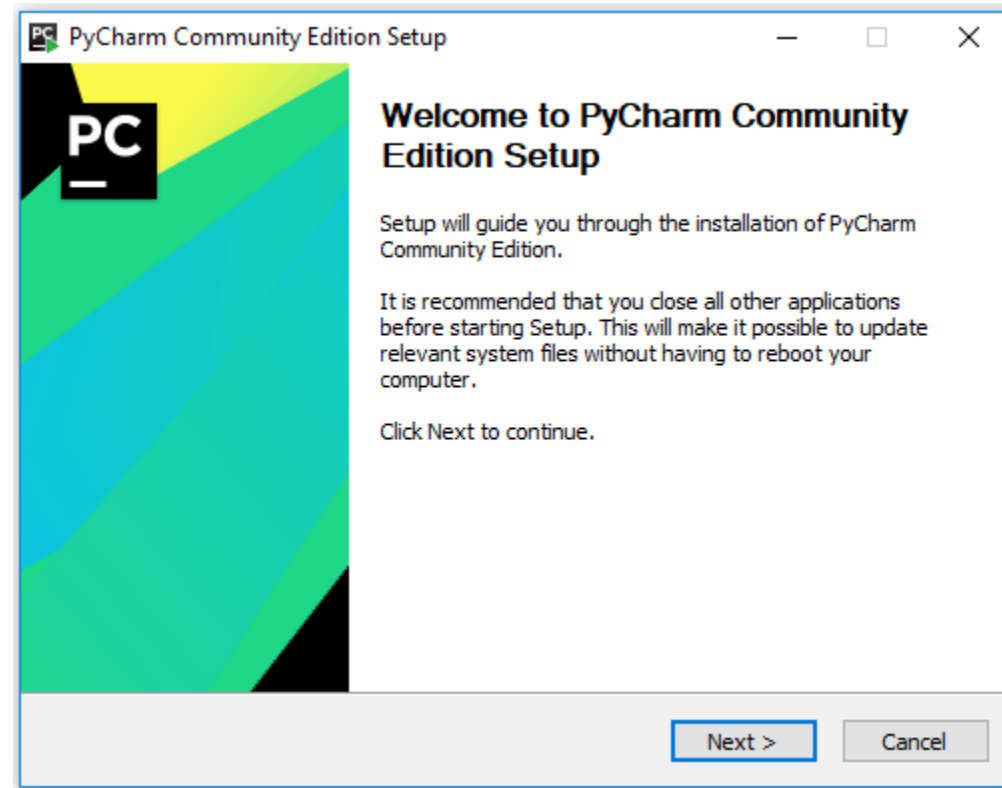 PyCharm Community Edition Setup
PC
Welcome to PyCharm Community
Edition Setup
Setup will guide you through the installation of PyCharm
Community Edition.
It is recommended that you close all other applications
before starting Setup. This will make it possible to update
relevant system files without having to reboot your
computer.
Click Next to continue.
Next >
Cancel